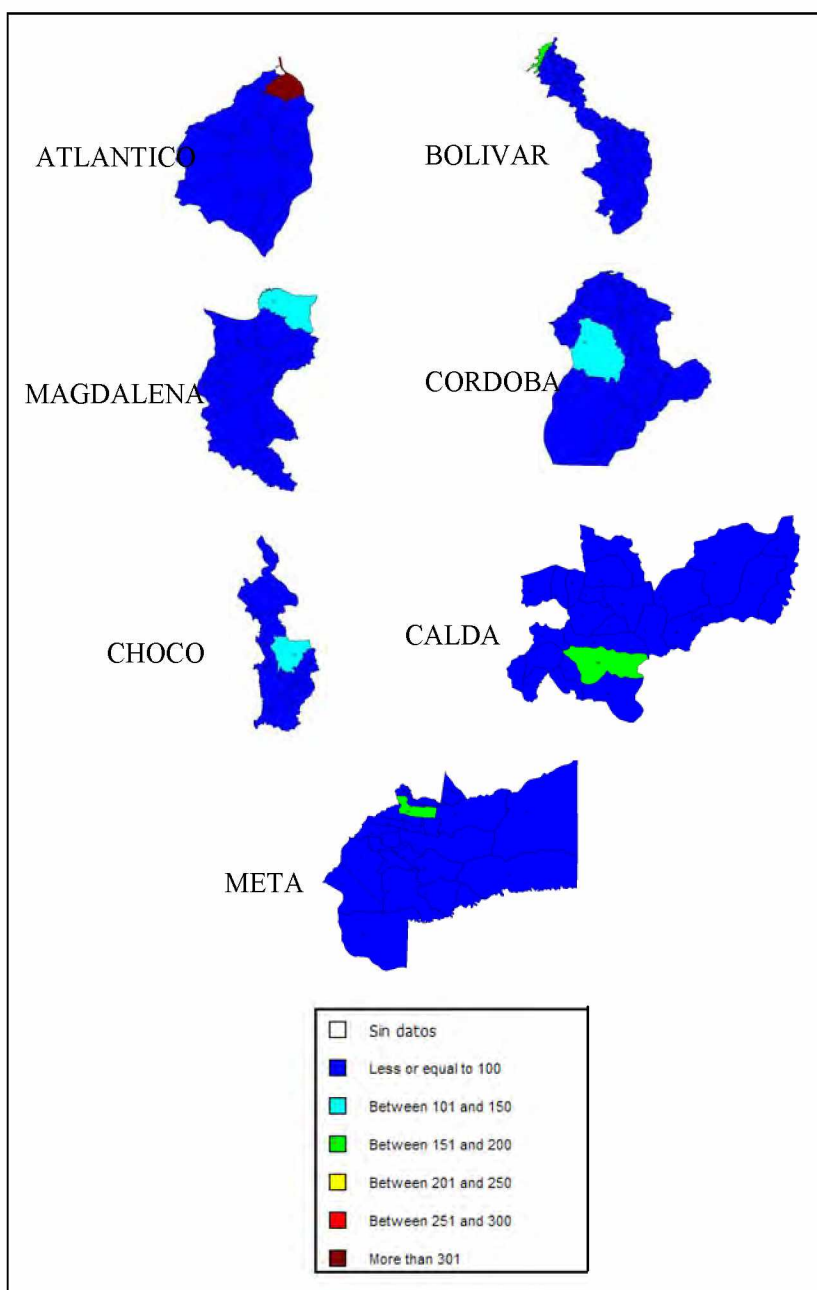 ATLANTICO
BOLIVAR
MAGDALENA
CORDOBA
CHOCO
CALDA
META
Sin datos
Less or equal to 100
Between 101 and 150
Between 151 and 200
Between 201 and 250
Between 251 and 300
More than 301